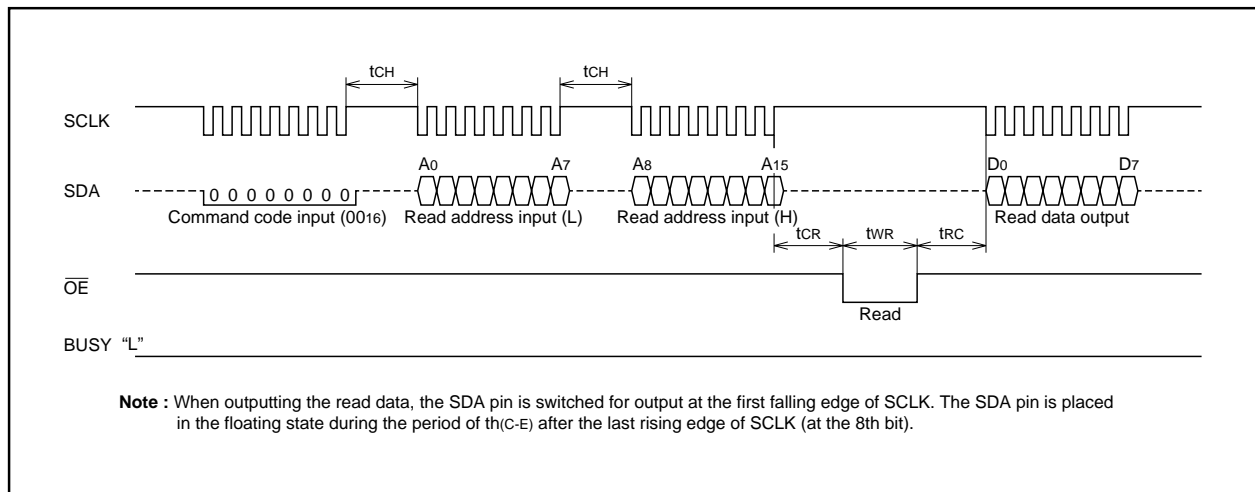 tCH tCH
SCLK
A0 A7 A8 A15 D0 D7
SDA 0 0 0 0 0 0 0 0
Command code input (0016) Read address input (L) Read address input (H) Read data output
tCR tWR tRC
OE
Read
BUSY “L”
Note : When outputting the read data, the SDA pin is switched for output at the first falling edge of SCLK. The SDA pin is placed
in the floating state during the period of th(C-E) after the last rising edge of SCLK (at the 8th bit).